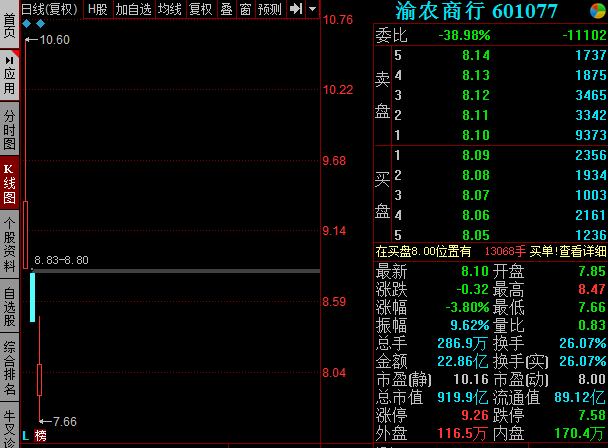 首页
应用
分时图
K线图
个股资料
自选股
综合排名
牛叉诊
日线(复权) H股 加自选 均线 复权 叠 窗 预测
10.76
10.60
10.22
9.68
9.14
8.83-8.80
8.59
8.04
7.66
L 榜
渝农商行 601077
委比 -38.98% -11102
卖盘
5 8.14 1737
4 8.13 1875
3 8.12 3465
2 8.11 3342
1 8.10 9373
买盘
1 8.09 2356
2 8.08 1934
3 8.07 1003
4 8.06 2161
5 8.05 1236
在买盘8.00位置有 13068手 买单!查看详细
最新 8.10 开盘 7.85
涨跌 -0.32 最高 8.47
涨幅 -3.80% 最低 7.66
振幅 9.62% 量比 0.83
总手 286.9万 换手 26.07%
金额 22.86亿 换手(实) 26.07%
市盈(静) 10.16 市盈(动) 8.00
总市值 919.9亿 流通值 89.12亿
涨停 9.26 跌停 7.58
外盘 116.5万 内盘 170.4万